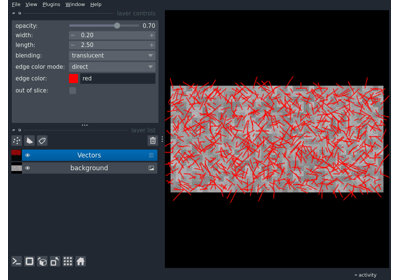 File View Plugins Window Help
layer controls
opacity: 0.70
width: 0.20
length: 2.50
blending: translucent
edge color mode: direct
edge color: red
out of slice:
layer list
Vectors
background
activity